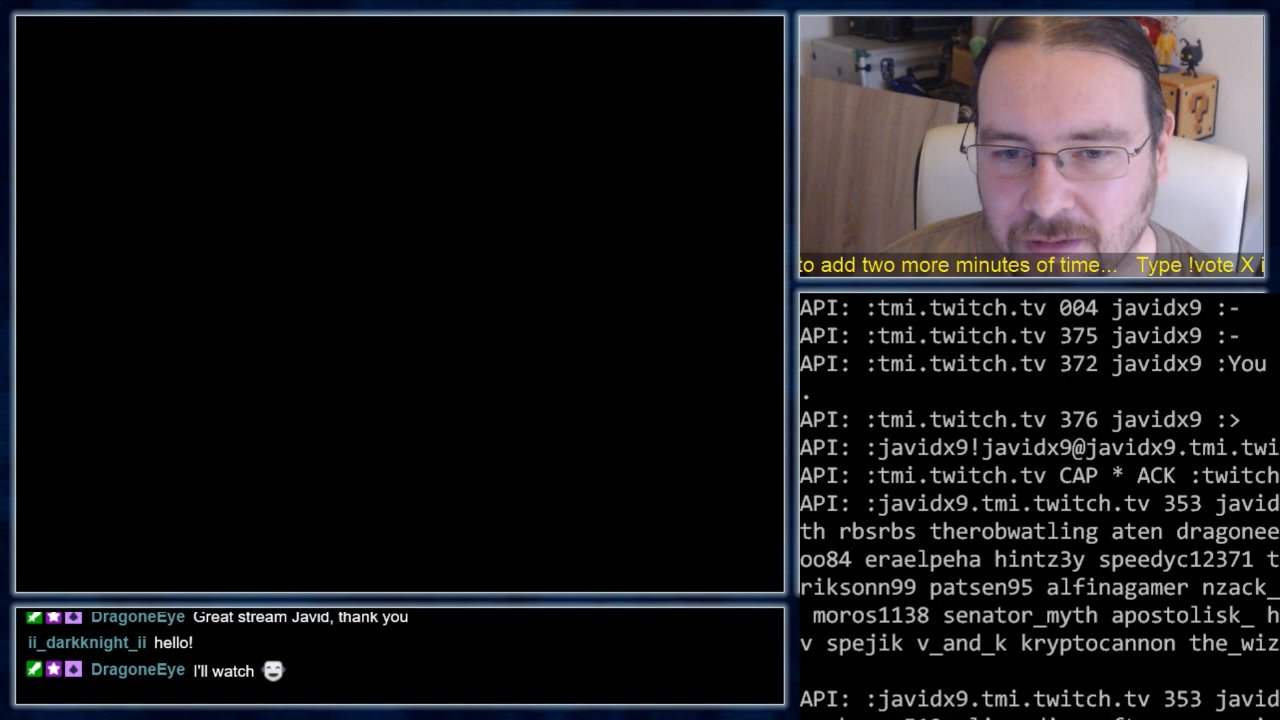 to add two more minutes of time... Type !vote X i
API: :tmi.twitch.tv 004 javidx9 :-
API: :tmi.twitch.tv 375 javidx9 :-
API: :tmi.twitch.tv 372 javidx9 :You
.
API: :tmi.twitch.tv 376 javidx9 :>
API: :javidx9!javidx9@javidx9.tmi.twi
API: :tmi.twitch.tv CAP * ACK :twitch
API: :javidx9.tmi.twitch.tv 353 javid
th rbsrbs therobwatling aten dragonee
oo84 eraelpeha hintz3y speedyc12371 t
riksonn99 patsen95 alfinagamer nzack_
moros1138 senator_myth apostolisk_ h
v spejik v_and_k kryptocannon the_wiz
API: :javidx9.tmi.twitch.tv 353 javid
DragoneEye Great stream Javid, thank you
ii_darkknight_ii hello!
DragoneEye I'll watch